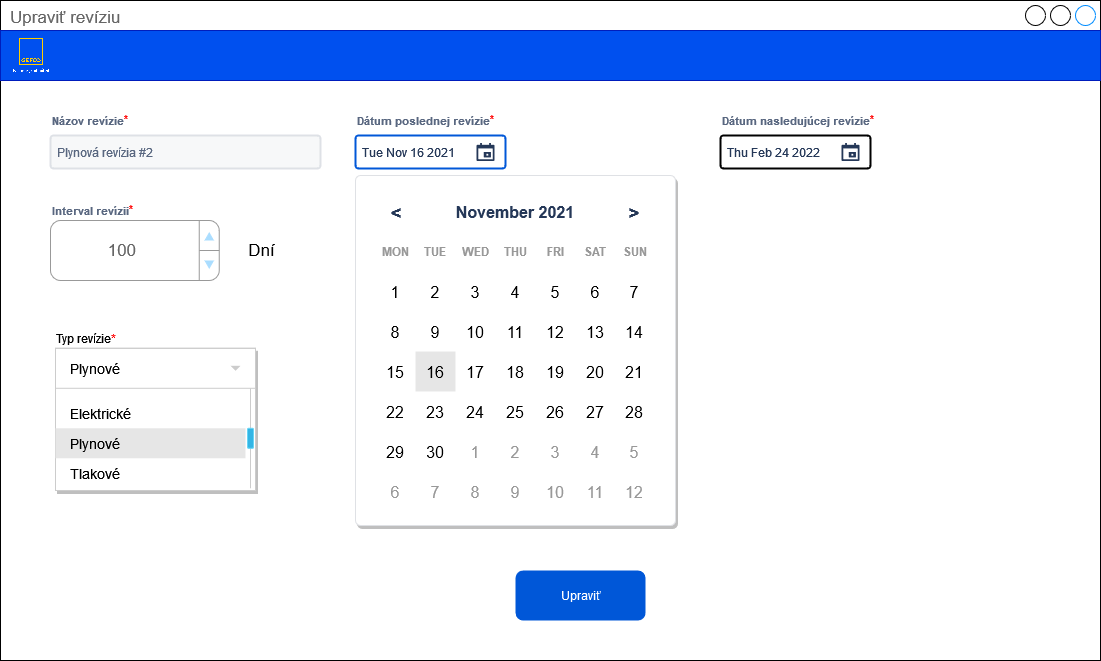 Upraviť revíziu
GEFCO
Názov revízie*
Dátum poslednej revízie*
Dátum nasledujúcej revízie*
Plynová revízia #2
Tue Nov 16 2021
Thu Feb 24 2022
Interval revízií*
100
Dní
< November 2021 >
MON TUE WED THU FRI SAT SUN
1 2 3 4 5 6 7
8 9 10 11 12 13 14
15 16 17 18 19 20 21
22 23 24 25 26 27 28
29 30 1 2 3 4 5
6 7 8 9 10 11 12
Typ revízie*
Plynové
Elektrické
Plynové
Tlakové
Upraviť